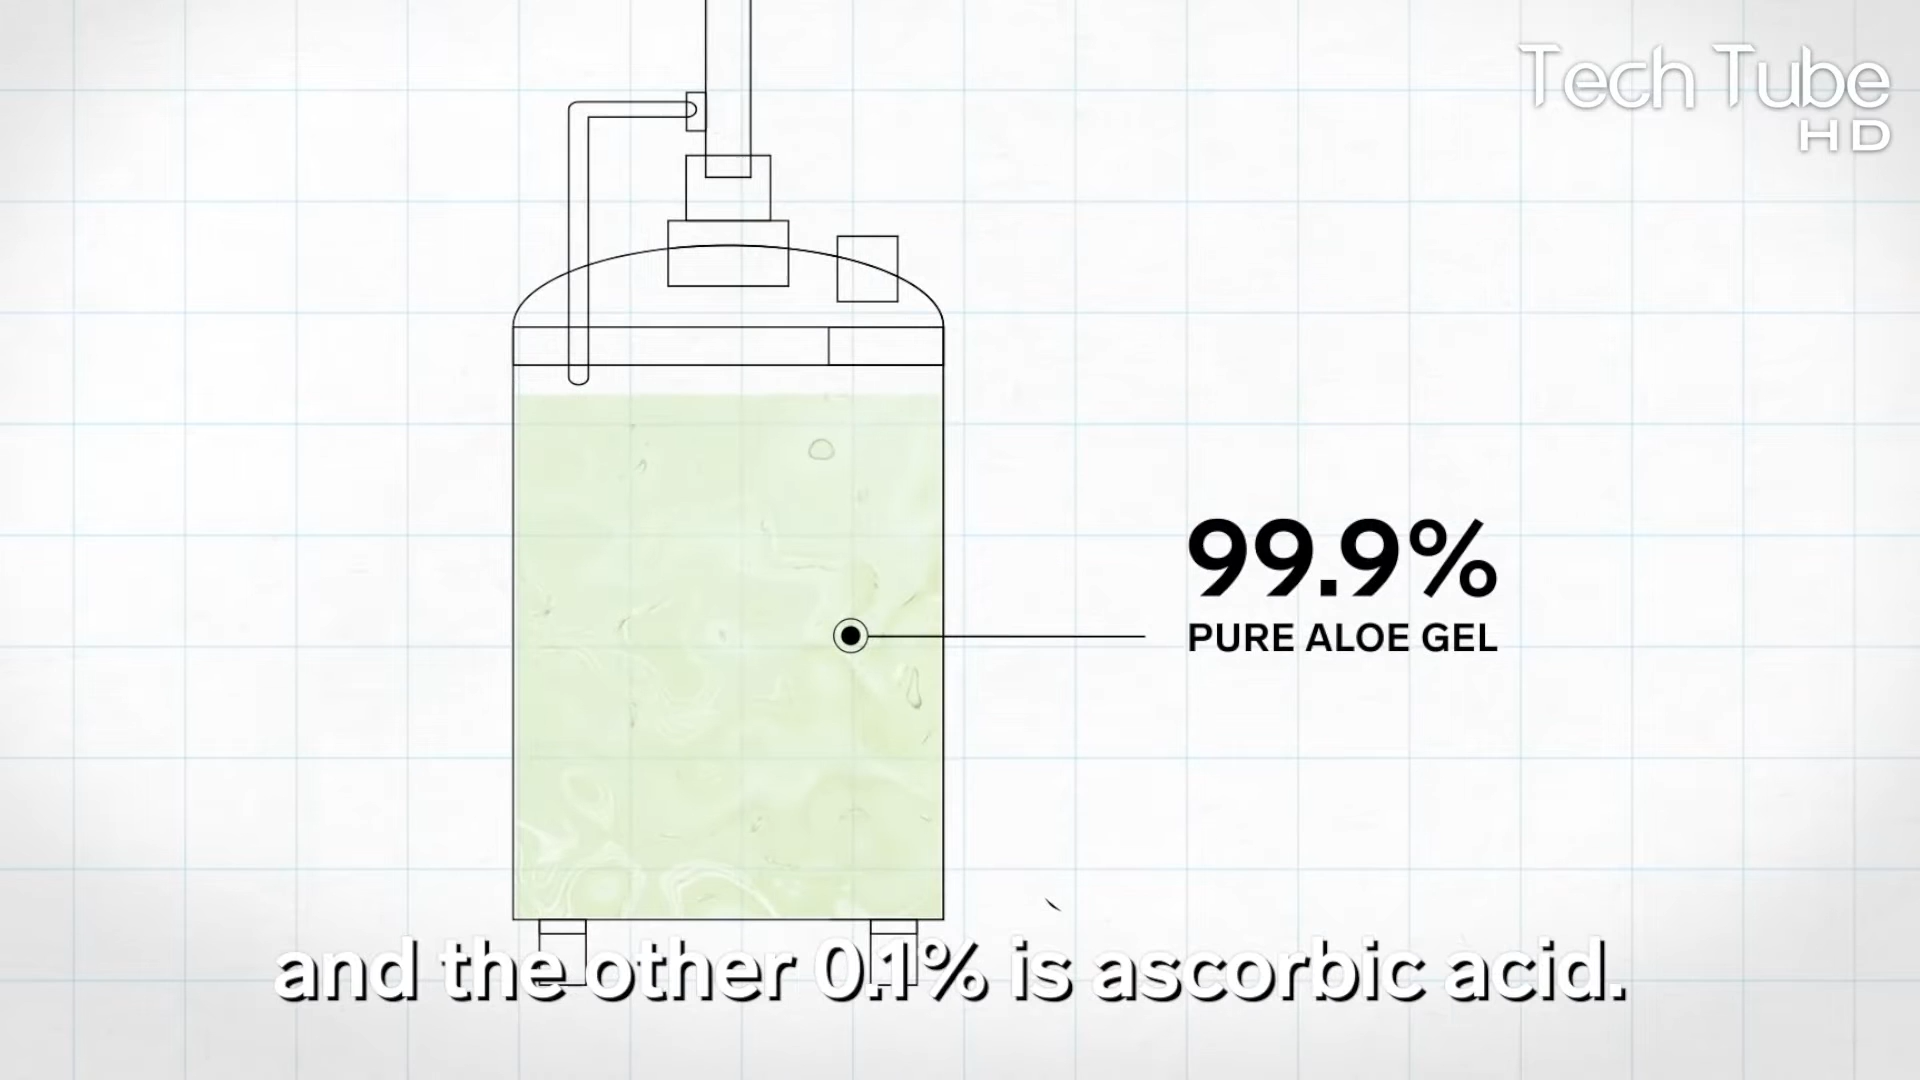 Tech Tube
HD
99.9%
PURE ALOE GEL
and the other 0.1% is ascorbic acid.